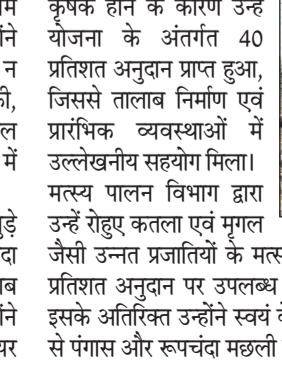 कृषक होने के कारण उन्हें
योजना के अंतर्गत 40
प्रतिशत अनुदान प्राप्त हुआ,
जिससे तालाब निर्माण एवं
प्रारंभिक व्यवस्थाओं में
उल्लेखनीय सहयोग मिला।
मत्स्य पालन विभाग द्वारा
उन्हें रोहुए कतला एवं मृगल
जैसी उन्नत प्रजातियों के
प्रतिशत अनुदान पर उपलब्ध
इसके अतिरिक्त उन्होंने स्वयं
से पंगास और रूपचंदा मछली